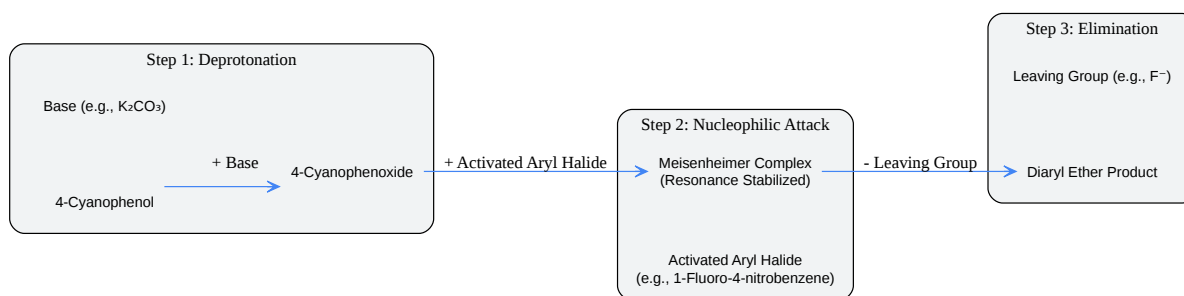 Step 1: Deprotonation
Base (e.g., K₂CO₃)
+ Base
4-Cyanophenol
4-Cyanophenoxide
+ Activated Aryl Halide
Step 2: Nucleophilic Attack
Meisenheimer Complex
(Resonance Stabilized)
Activated Aryl Halide
(e.g., 1-Fluoro-4-nitrobenzene)
- Leaving Group
Step 3: Elimination
Leaving Group (e.g., F⁻)
Diaryl Ether Product